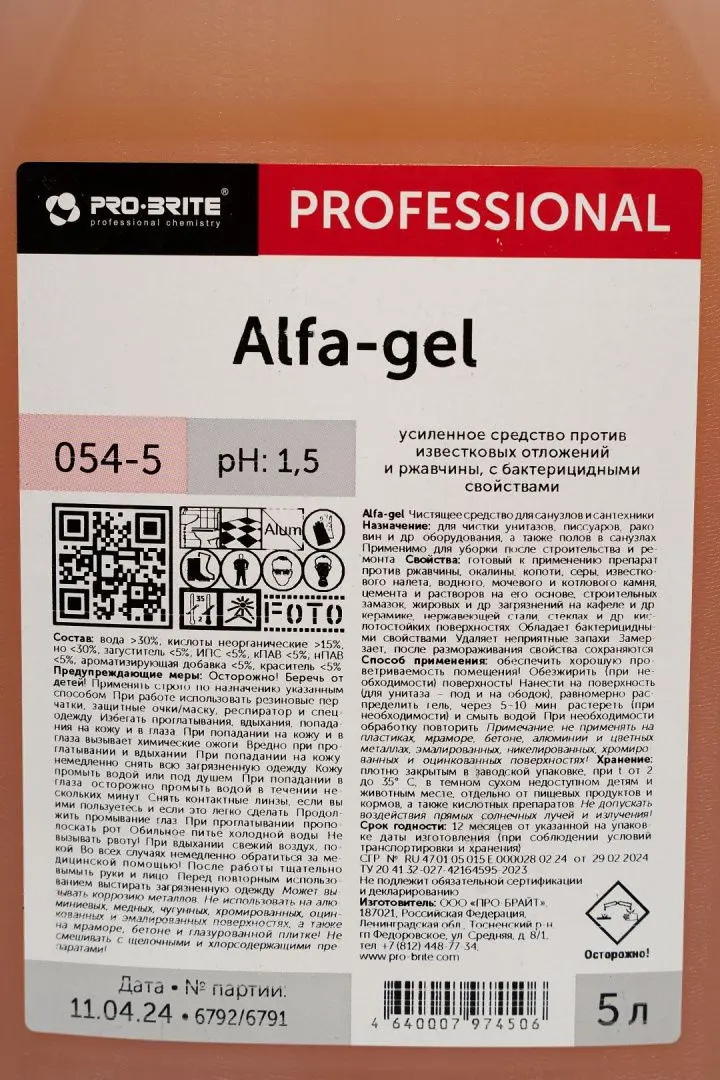 PRO-BRITE®
professional chemistry
PROFESSIONAL
Alfa-gel
054-5
pH: 1,5
усиленное средство против
известковых отложений
и ржавчины, с бактерицидными
свойствами
Alum
35
2
FOTO
Состав: вода >30%, кислоты неорганические >15%,
но <30%, загуститель <5%, ИПС <5%, кПАВ <5%, нПАВ
<5%, ароматизирующая добавка <5%, краситель <5%
Предупреждающие меры: Осторожно! Беречь от
детей! Применять строго по назначению указанным
способом При работе использовать резиновые пер
чатки, защитные очки/маску, респиратор и спец-
одежду Избегать проглатывания, вдыхания, попада-
ния на кожу и в глаза При попадании на кожу и в
глаза вызывает химические ожоги Вредно при про-
глатывании и вдыхании При попадании на кожу
немедленно снять всю загрязненную одежду Кожу
промыть водой или под душем При попадании в
глаза осторожно промыть водой в течении не-
скольких минут Снять контактные линзы, если вы
ими пользуетесь и если это легко сделать Продол-
жить промывание глаз При проглатывании пропо-
лоскать рот Обильное питье холодной воды Не
вызывать рвоту! При вдыхании свежий воздух, по-
кой Во всех случаях немедленно обратиться за ме-
дицинской помощью! После работы тщательно
вымыть руки и лицо Перед повторным использо-
ванием выстирать загрязненную одежду Может вы-
зывать коррозию металлов. Не использовать на алю-
миниевых, медных, чугунных, хромированных, оцин-
кованных и эмалированных поверхностях, а также
на мраморе, бетоне и глазурованной плитке! Не
смешивать с щелочными и хлорсодержащими пре-
паратами!
Alfa-gel Чистящее средство для санузлов и сантехники
Назначение: для чистки унитазов, писсуаров, рако
вин и др оборудования, а также полов в санузлах
Применимо для уборки после строительства и ре-
монта Свойства: готовый к применению препарат
против ржавчины, окалины, копоти, серы, известко-
вого налета, водного, мочевого и котлового камня,
цемента и растворов на его основе, строительных
замазок, жировых и др загрязнений на кафеле и др
керамике, нержавеющей стали, стеклах и др кис-
лотостойких поверхностях Обладает бактерицидны-
ми свойствами Удаляет неприятные запахи Замер-
зает, после размораживания свойства сохраняются
Способ применения: обеспечить хорошую про-
ветриваемость помещения! Обезжирить (при не-
обходимости) поверхность! Нанести на поверхность
(для унитаза – под и на ободок), равномерно рас-
пределить гель, через 5-10 мин растереть (при
необходимости) и смыть водой При необходимости
обработку повторить Примечание. не применять на
пластиках, мраморе, бетоне, алюминии и цветных
металлах, эмалированных, никелированных, хромиро-
ванных и оцинкованных поверхностях! Хранение:
плотно закрытым в заводской упаковке, при t от 2
до 35° С, в темном сухом недоступном детям и
животным месте, отдельно от пищевых продуктов и
кормов, а также кислотных препаратов Не допускать
воздействия прямых солнечных лучей и излучения!
Срок годности: 12 месяцев от указанной на упаков-
ке даты изготовления (при соблюдении условий
транспортировки и хранения)
СГР № RU 47 01 05 015 Е 000028 02 24 от 29 02 2024
ТУ 20 41 32-027-42164595-2023
Не подлежит обязательной сертификации
и декларированию
Изготовитель: ООО «ПРО-БРАЙТ».
187021, Российская Федерация,
Ленинградская обл., Тосненский р-н
гп Федоровское, ул Средняя, д. 8/1,
тел +7 (812) 448-77 34,
www.pro-brite com
Осторожно!
Дата • № партии:
11.04.24 • 6792/6791
4 640007 974506
5 л